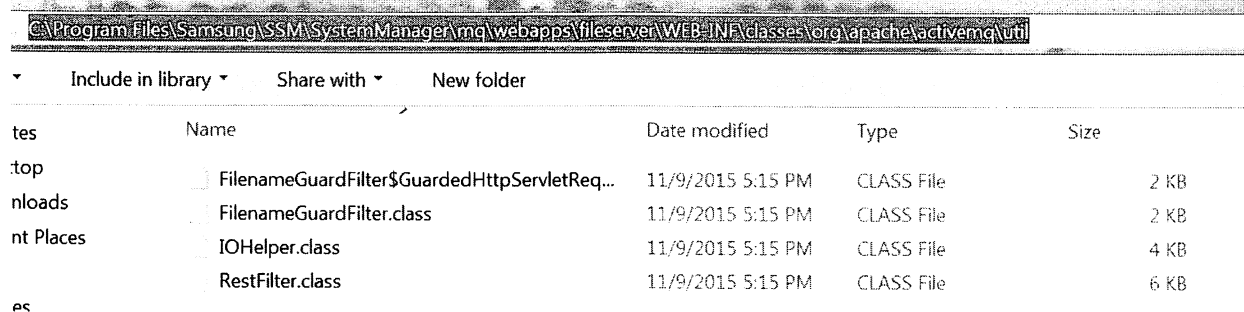 C:\Program Files\Samsung\SSM\SystemManager\mq\webapps\fileserver\WEB-INF\classes\org\apache\activemq\util
Include in library Share with New folder
tes Name Date modified Type Size
top FilenameGuardFilter$GuardedHttpServletReq... 11/9/2015 5:15 PM CLASS File 2 KB
nloads FilenameGuardFilter.class 11/9/2015 5:15 PM CLASS File 2 KB
nt Places IOHelper.class 11/9/2015 5:15 PM CLASS File 4 KB
RestFilter.class 11/9/2015 5:15 PM CLASS File 6 KB
es